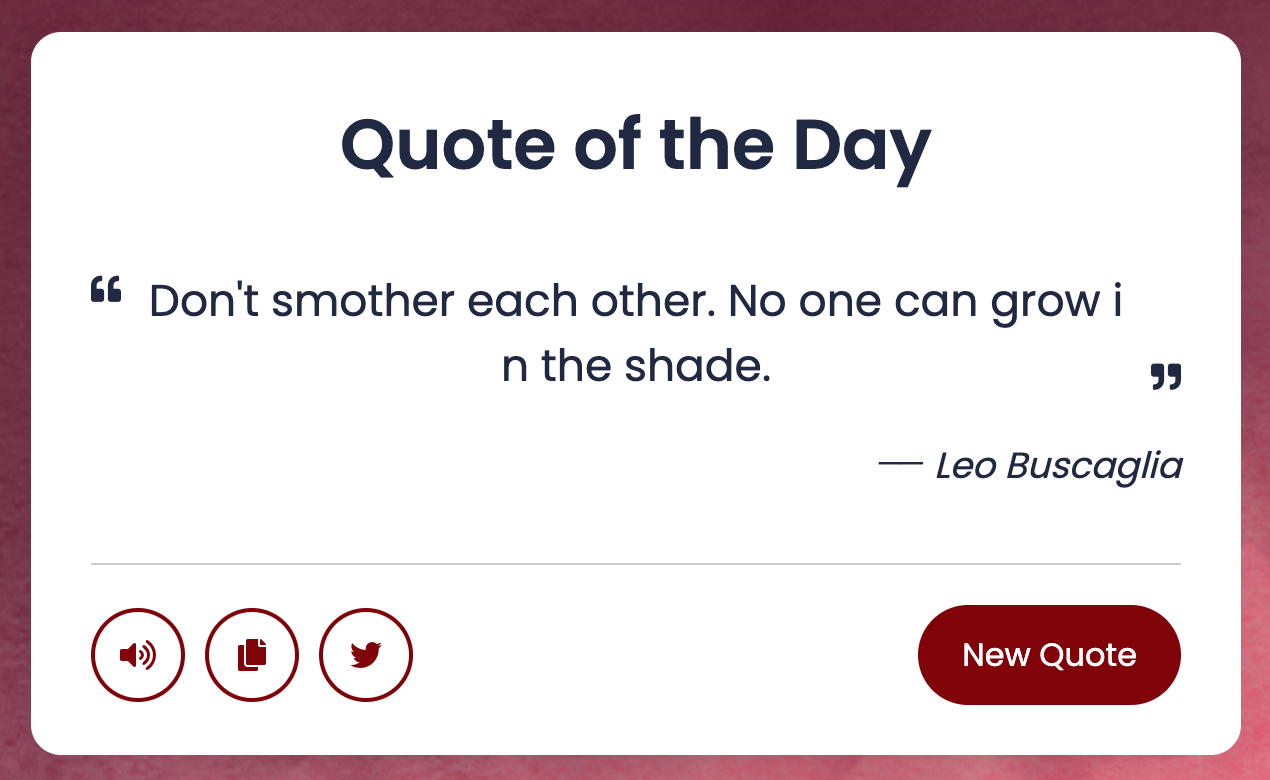 Quote of the Day
“ Don't smother each other. No one can grow i
n the shade. ”
— Leo Buscaglia
New Quote